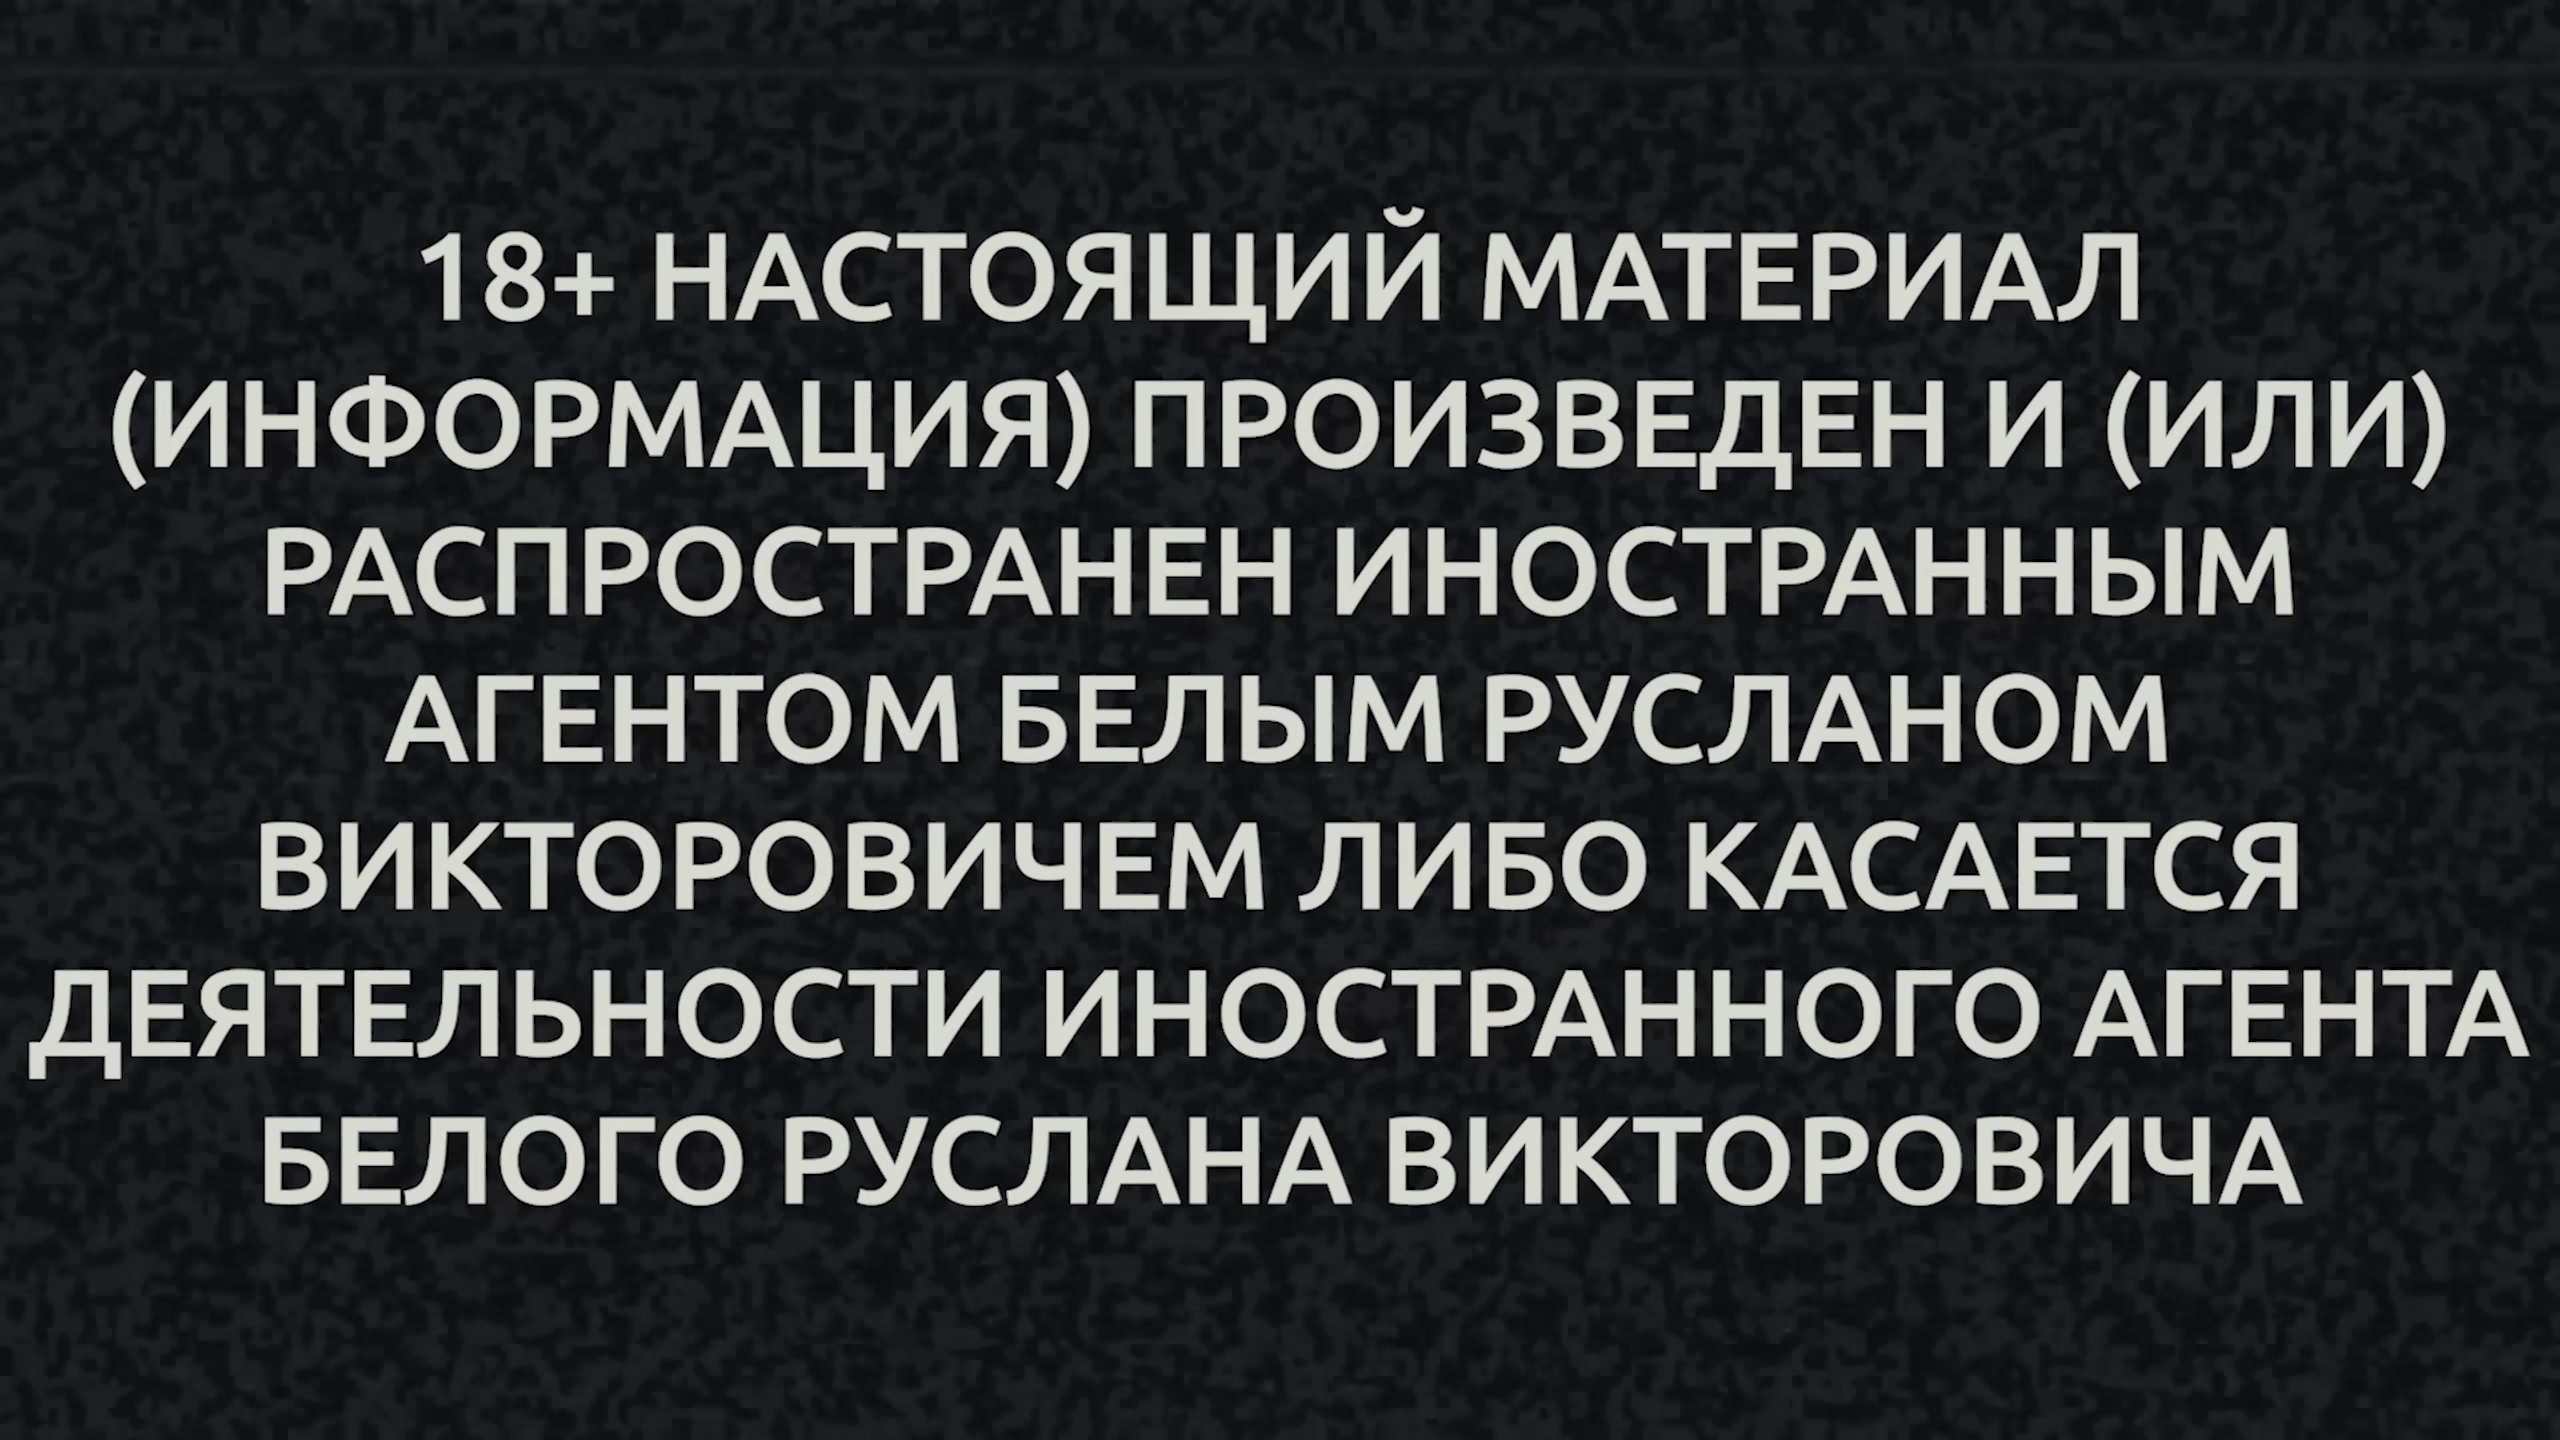 18+ НАСТОЯЩИЙ МАТЕРИАЛ
(ИНФОРМАЦИЯ) ПРОИЗВЕДЕН И (ИЛИ)
РАСПРОСТРАНЕН ИНОСТРАННЫМ
АГЕНТОМ БЕЛЫМ РУСЛАНОМ
ВИКТОРОВИЧЕМ ЛИБО КАСАЕТСЯ
ДЕЯТЕЛЬНОСТИ ИНОСТРАННОГО АГЕНТА
БЕЛОГО РУСЛАНА ВИКТОРОВИЧА